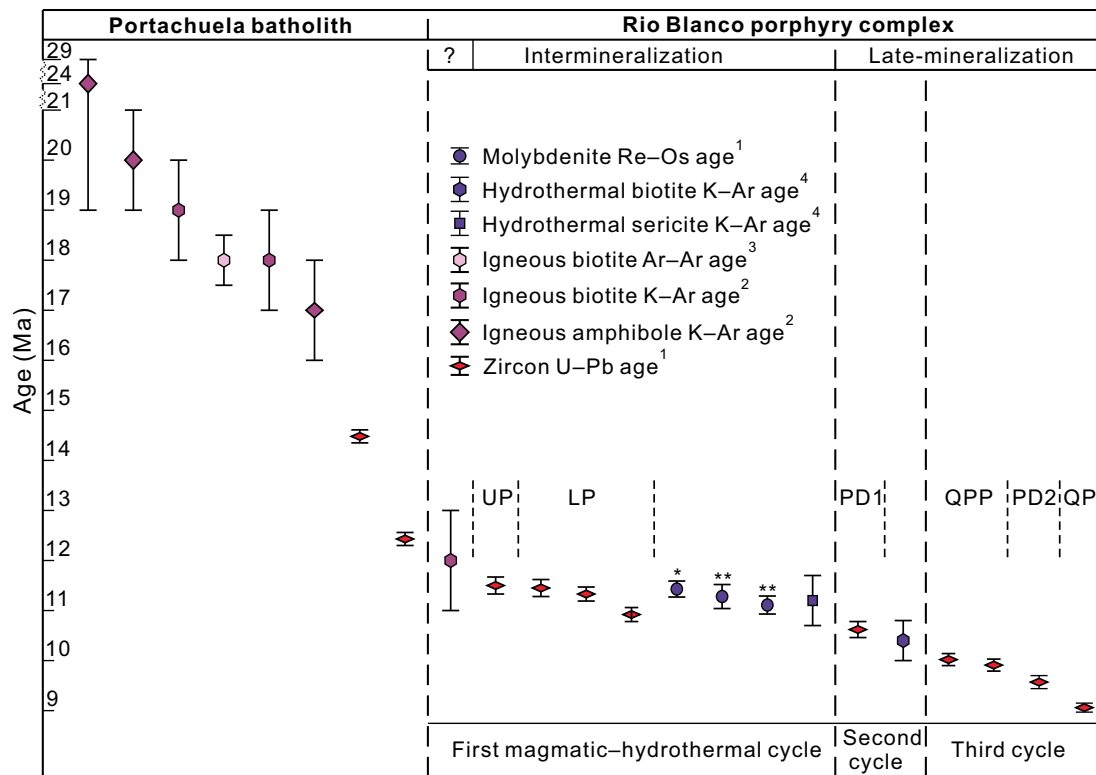 Portachuela batholith
Rio Blanco porphyry complex
?
Intermineralization
Late-mineralization
Age (Ma)
29
24
21
20
19
18
17
16
15
14
13
12
11
10
9
Molybdenite Re–Os age1
Hydrothermal biotite K–Ar age4
Hydrothermal sericite K–Ar age4
Igneous biotite Ar–Ar age3
Igneous biotite K–Ar age2
Igneous amphibole K–Ar age2
Zircon U–Pb age1
UP
LP
PD1
QPP
PD2
QP
*
**
**
First magmatic–hydrothermal cycle
Second
cycle
Third cycle